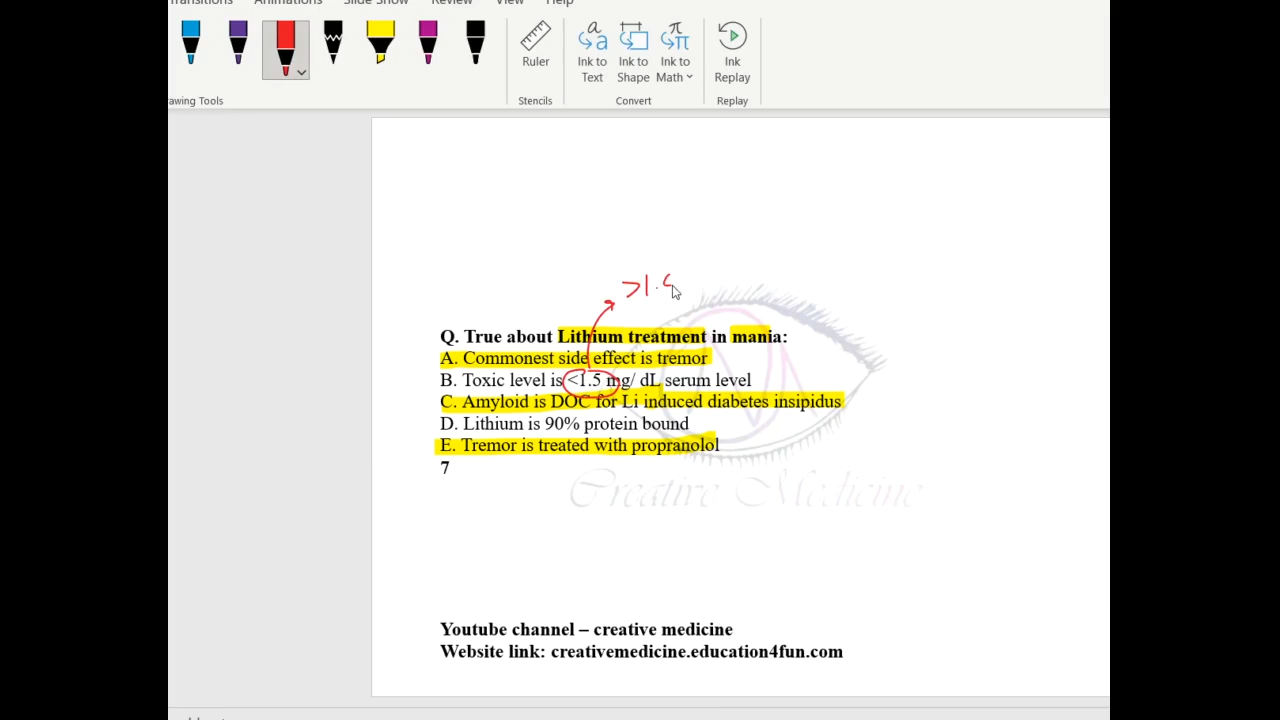 Transitions Animations Slide Show Review View Help
Ruler
Ink to Text
Ink to Shape
Ink to Math
Ink Replay
awing Tools
Stencils
Convert
Replay
>1.
Q. True about Lithium treatment in mania:
A. Commonest side effect is tremor
B. Toxic level is <1.5 mg/ dL serum level
C. Amyloid is DOC for Li induced diabetes insipidus
D. Lithium is 90% protein bound
E. Tremor is treated with propranolol
7
Creative Medicine
Youtube channel – creative medicine
Website link: creativemedicine.education4fun.com